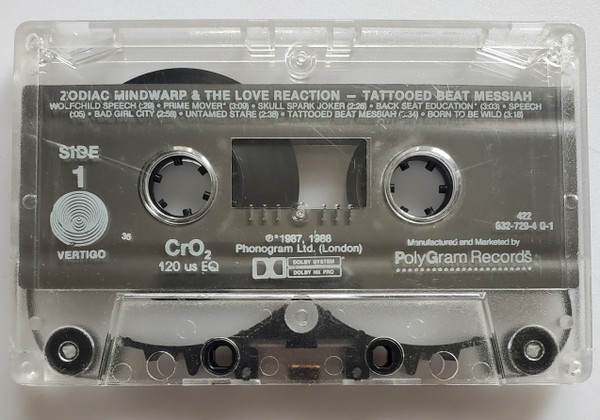 ZODIAC MINDWARP & THE LOVE REACTION — TATTOOED BEAT MESSIAH
WOLFCHILD SPEECH (:29) • PRIME MOVER* (3:09) • SKULL SPARK JOKER (2:26) • BACK SEAT EDUCATION* (3:03) • SPEECH
(:05) • BAD GIRL CITY (2:58) • UNTAMED STARE (2:38) • TATTOOED BEAT MESSIAH • BORN TO BE WILD (3:18)
SIDE
1
VERTIGO
36
CrO2
120 us EQ
℗*1987, 1988
Phonogram Ltd. (London)
DOLBY SYSTEM
DOLBY HX PRO
422
832-729-4 Q-1
Manufactured and Marketed by
PolyGram Records